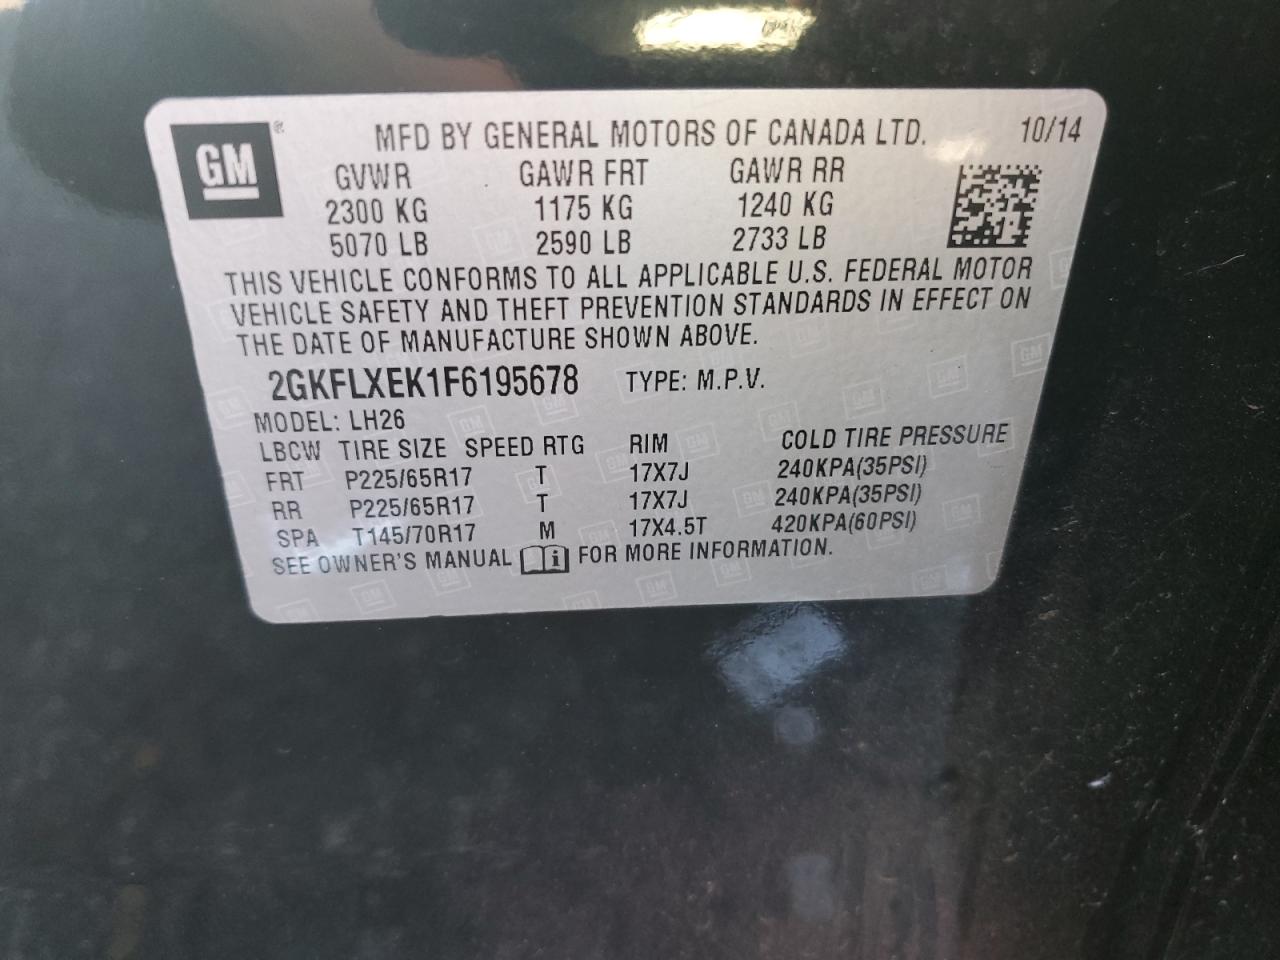 GM ® MFD BY GENERAL MOTORS OF CANADA LTD. 10/14
GVWR GAWR FRT GAWR RR
2300 KG 1175 KG 1240 KG
5070 LB 2590 LB 2733 LB
THIS VEHICLE CONFORMS TO ALL APPLICABLE U.S. FEDERAL MOTOR
VEHICLE SAFETY AND THEFT PREVENTION STANDARDS IN EFFECT ON
THE DATE OF MANUFACTURE SHOWN ABOVE.
2GKFLXEK1F6195678 TYPE: M.P.V.
MODEL: LH26
LBCW TIRE SIZE SPEED RTG RIM COLD TIRE PRESSURE
FRT P225/65R17 T 17X7J 240KPA(35PSI)
RR P225/65R17 T 17X7J 240KPA(35PSI)
SPA T145/70R17 M 17X4.5T 420KPA(60PSI)
SEE OWNER'S MANUAL i FOR MORE INFORMATION.